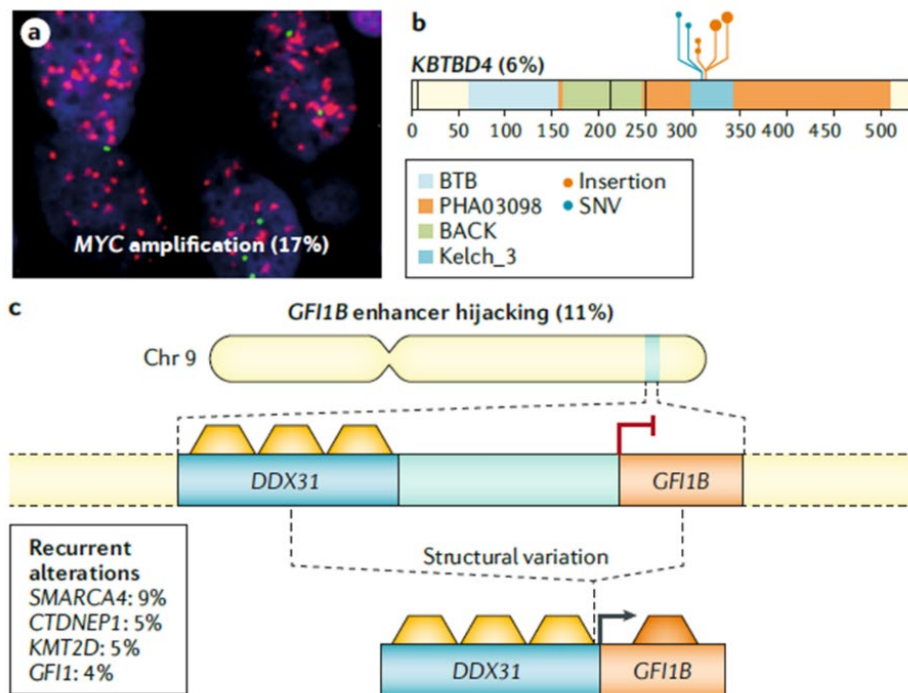 a
MYC amplification (17%)
b
KBTBD4 (6%)
0 50 100 150 200 250 300 350 400 450 500
BTB
PHA03098
BACK
Kelch_3
Insertion
SNV
c
GFI1B enhancer hijacking (11%)
Chr 9
DDX31
GFI1B
Structural variation
Recurrent
alterations
SMARCA4: 9%
CTDNEP1: 5%
KMT2D: 5%
GFI1: 4%
DDX31
GFI1B